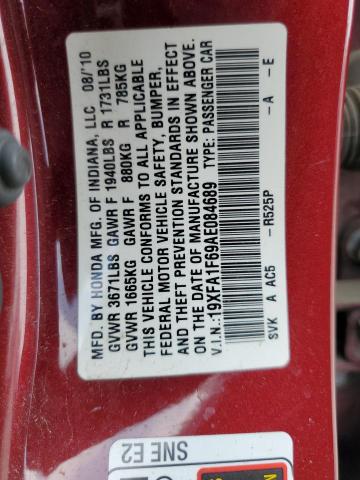 MFD. BY HONDA MFG. OF INDIANA, LLC 08/'10
GVWR 3671LBS GAWR F 1940LBS R 1731LBS
GVWR 1665KG GAWR F 880KG R 785KG
THIS VEHICLE CONFORMS TO ALL APPLICABLE
FEDERAL MOTOR VEHICLE SAFETY, BUMPER,
AND THEFT PREVENTION STANDARDS IN EFFECT
ON THE DATE OF MANUFACTURE SHOWN ABOVE.
V.I.N.:19XFA1F69AE084689 TYPE: PASSENGER CAR
-R525P -A -E
SVK A AC5
SNE E2